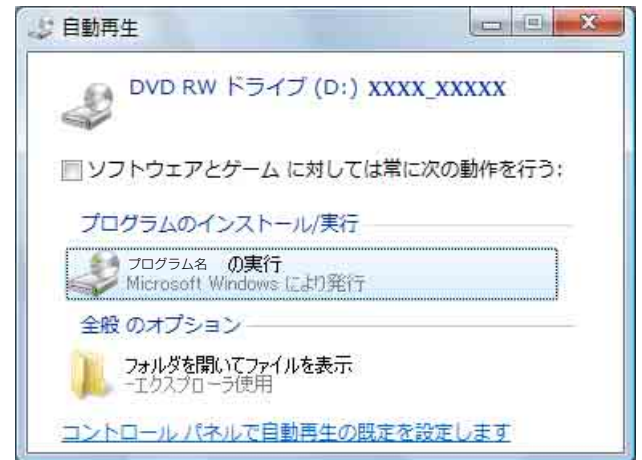 自動再生
DVD RW ドライブ (D:) XXXX_XXXXX
ソフトウェアとゲーム に対しては常に次の動作を行う:
プログラムのインストール/実行
プログラム名 の実行
Microsoft Windows により発行
全般 のオプション
フォルダを開いてファイルを表示
-エクスプローラ使用
コントロール パネルで自動再生の既定を設定します